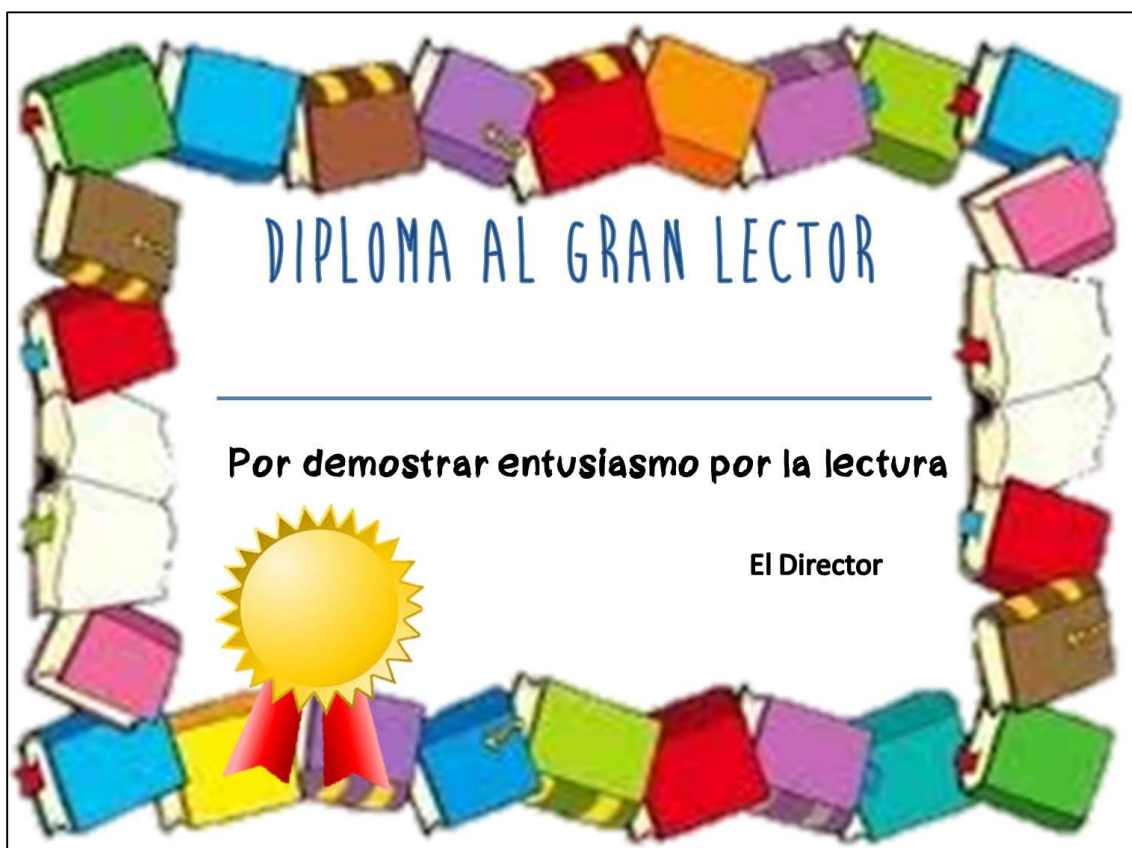 DIPLOMA AL GRAN LECTOR
Por demostrar entusiasmo por la lectura
El Director